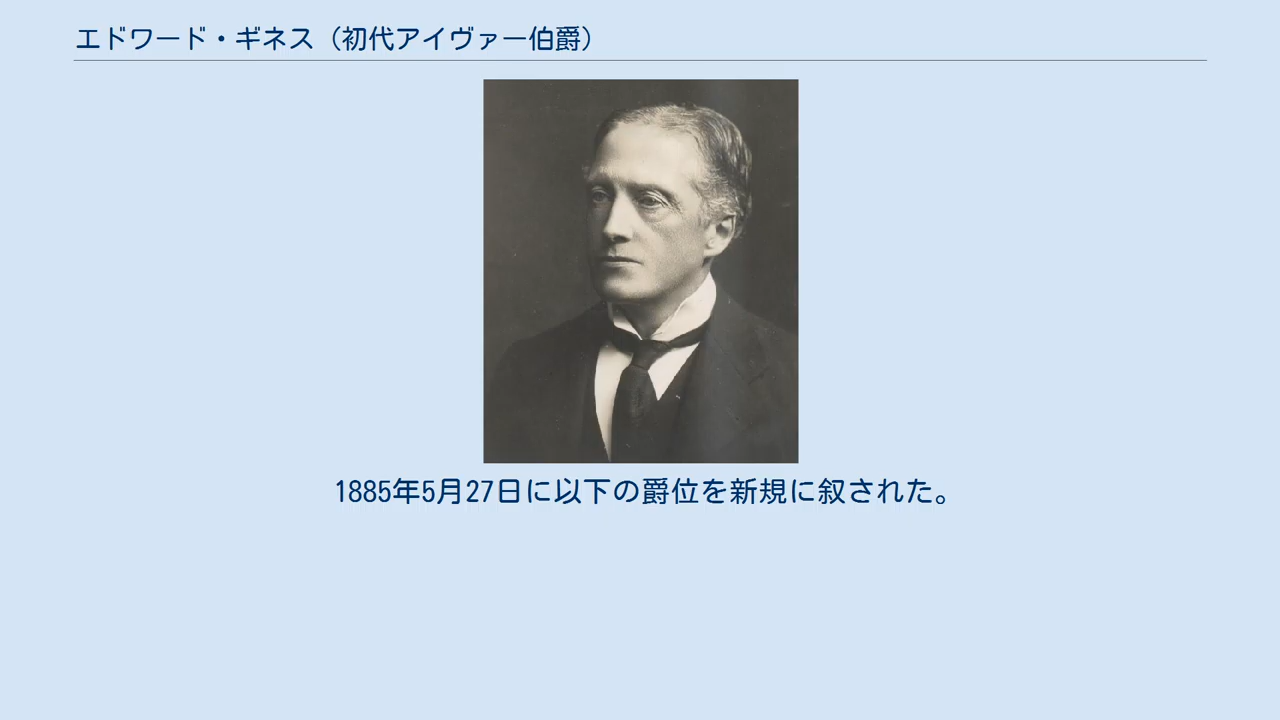 エドワード・ギネス（初代アイヴァー伯爵）
1885年5月27日に以下の爵位を新規に叙された。